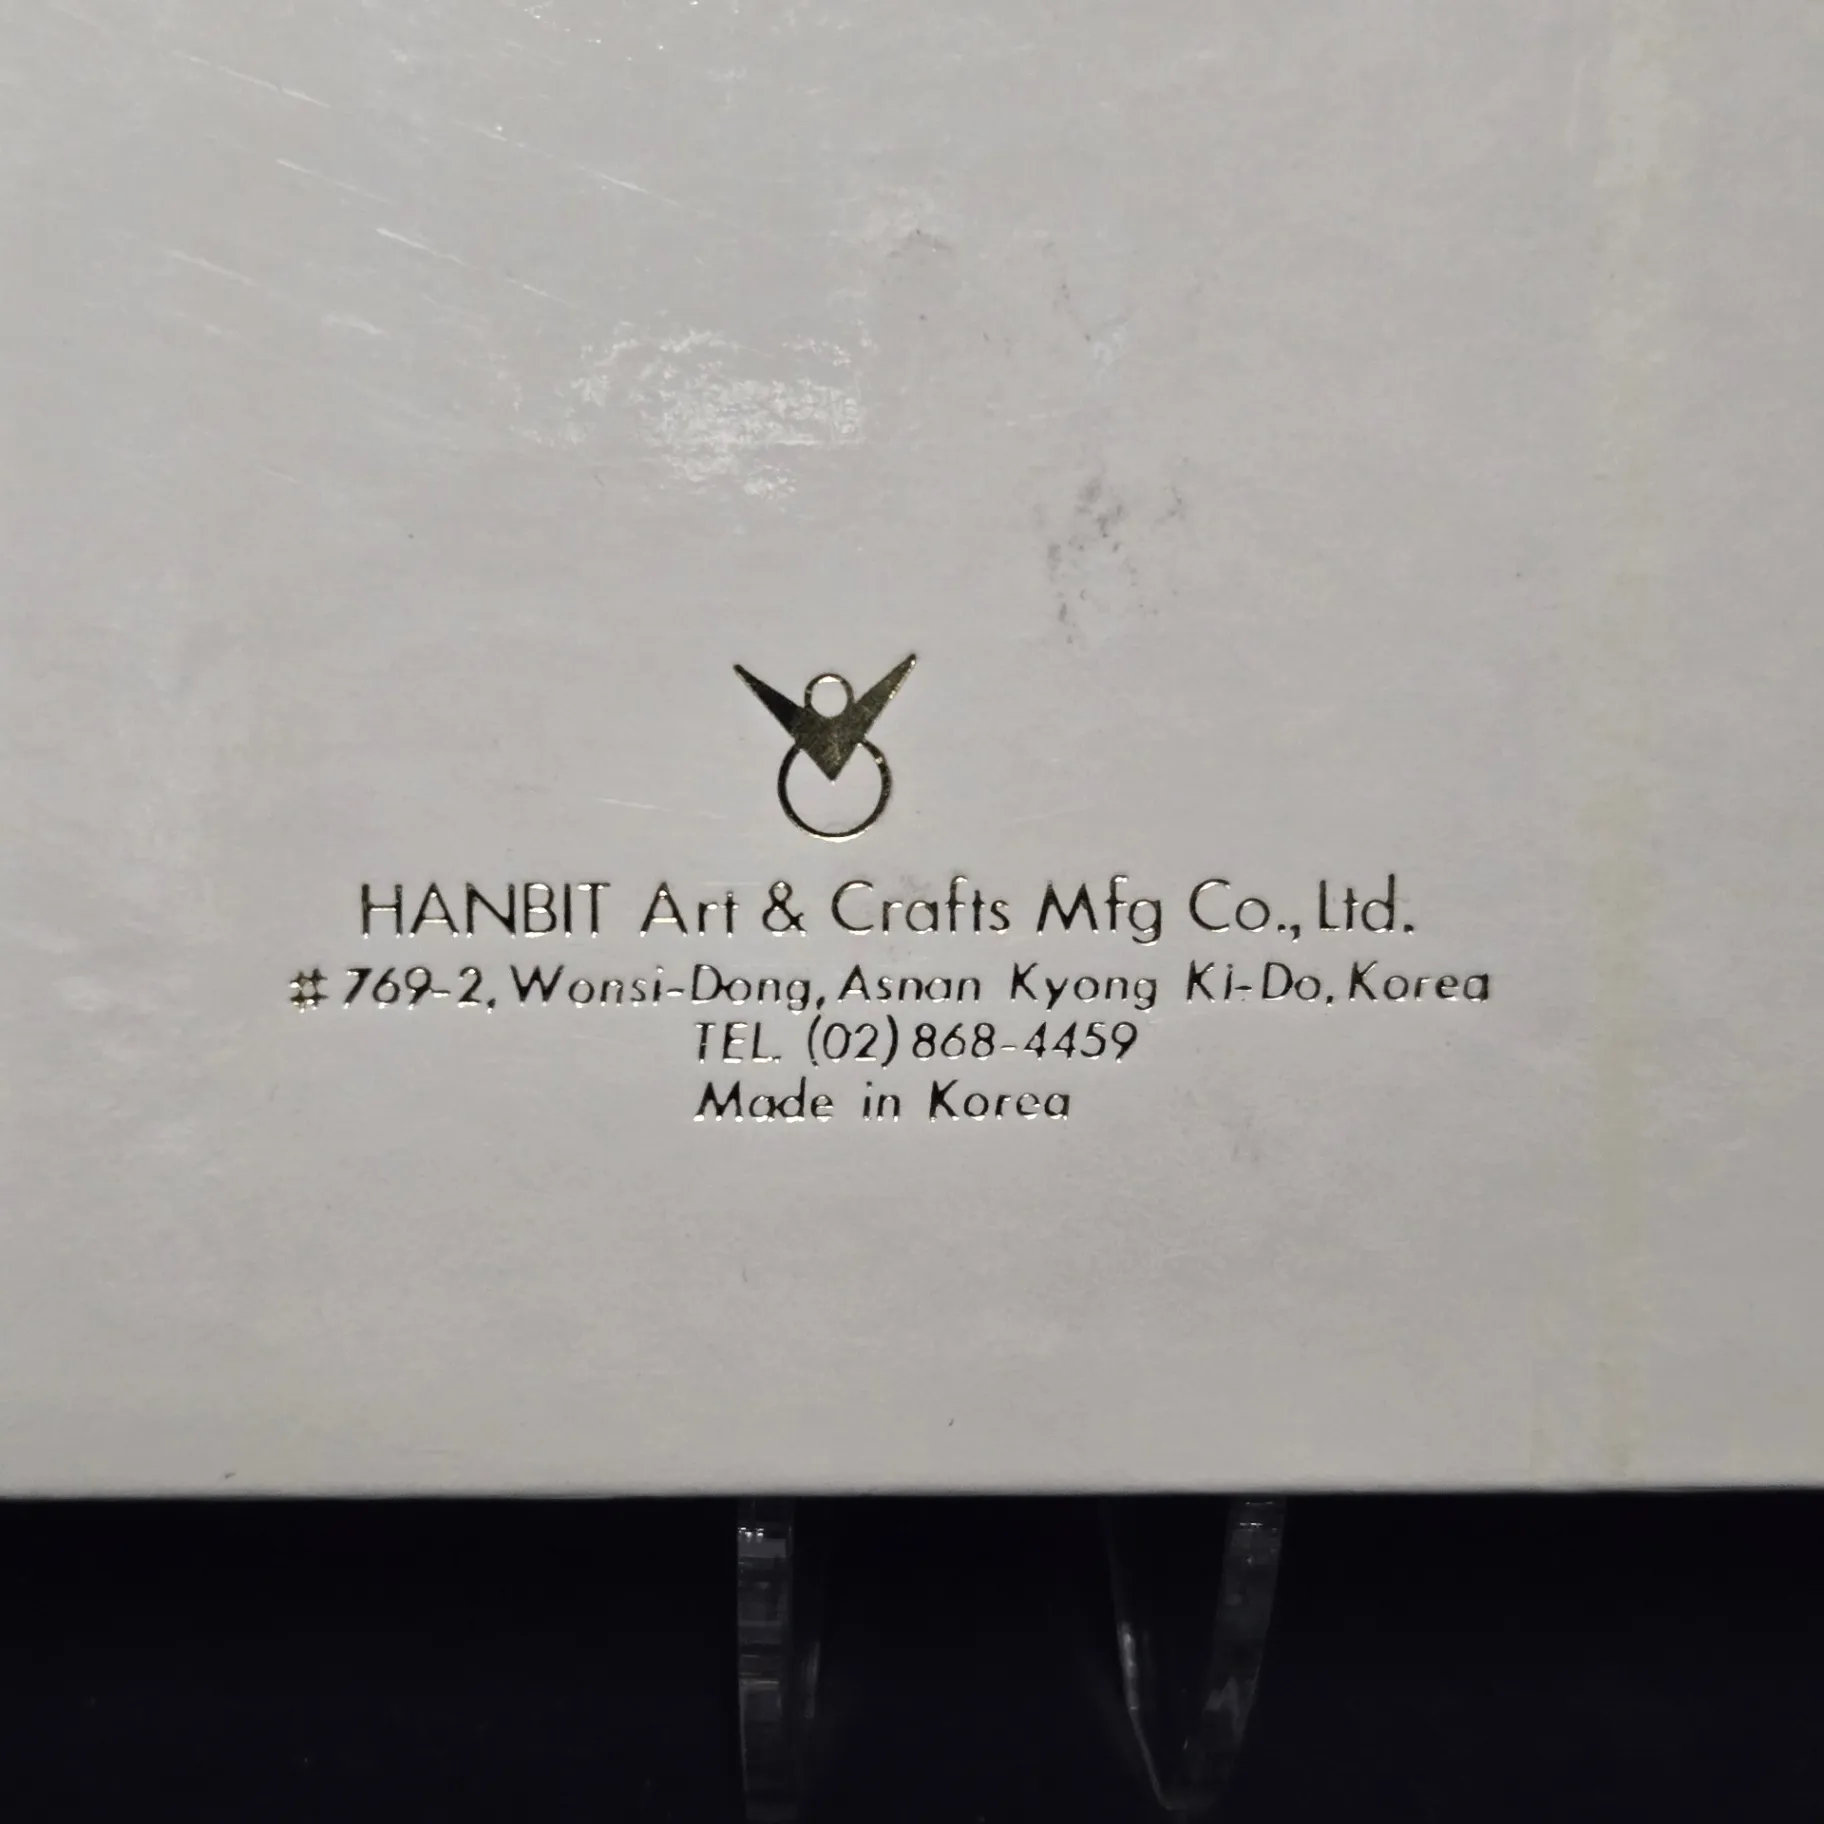 HANBIT Art & Crafts Mfg Co., Ltd.
# 769-2, Wonsi-Dong, Asnan Kyong Ki-Do, Korea
TEL. (02) 868-4459
Made in Korea